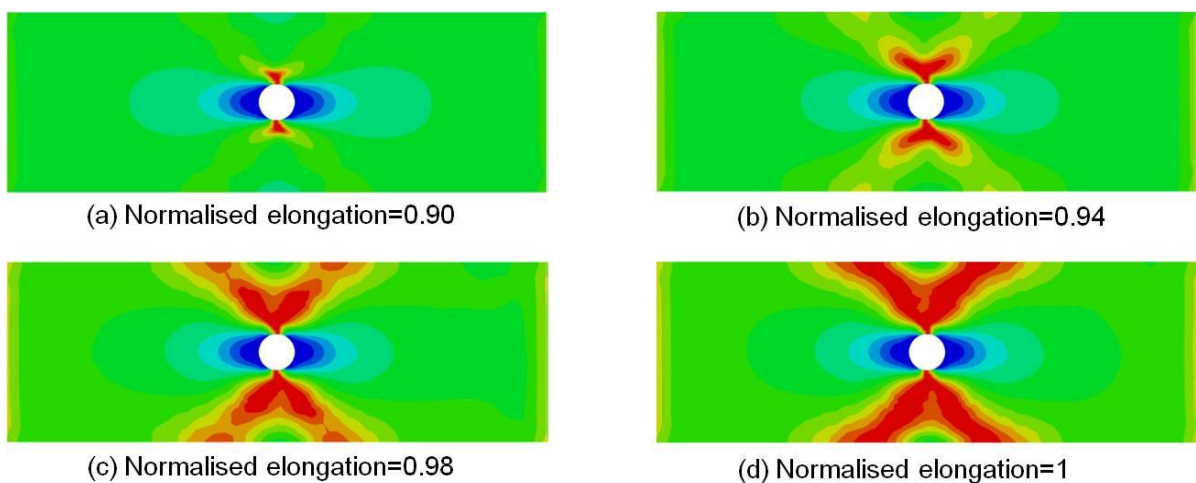 (a) Normalised elongation=0.90
(b) Normalised elongation=0.94
(c) Normalised elongation=0.98
(d) Normalised elongation=1